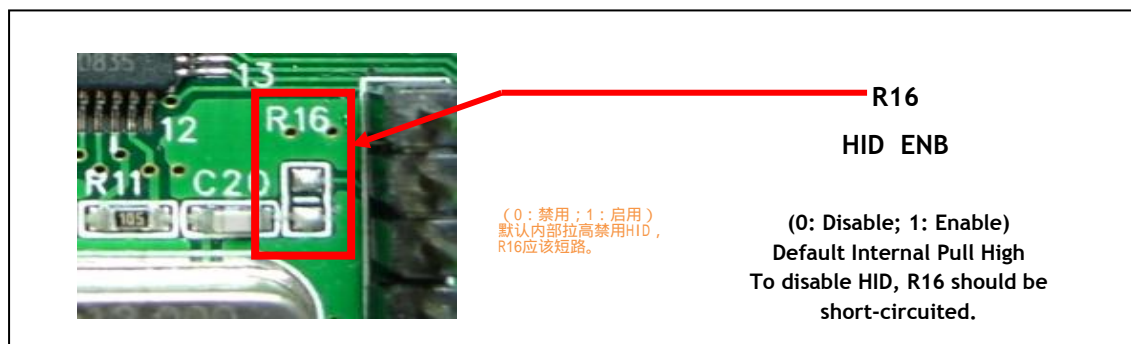 0835
13
R16
12
R11
C20
105
R16
HID ENB
(0: Disable; 1: Enable)
Default Internal Pull High
To disable HID, R16 should be
short-circuited.
(0：禁用；1：启用)
默认内部拉高禁用HID，
R16应该短路。